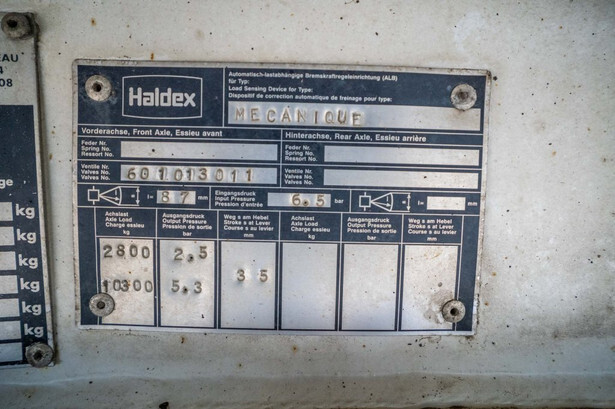 EAU
4
08
ge
kg
kg
kg
kg
kg
kg
Haldex
Automatisch-lastabhängige Bremskraftregeleinrichtung (ALB)
für Typ:
Load Sensing Device for Type:
Dispositif de correction automatique de freinage pour type:
MECANIQUE
Vorderachse, Front Axle, Essieu avant
Hinterachse, Rear Axle, Essieu arrière
Feder Nr.
Spring No.
Ressort No.
Feder Nr.
Spring No.
Ressort No.
Ventile Nr.
Valves No.
Valves No.
601013011
Ventile Nr.
Valves No.
Valves No.
l= 87 mm
Eingangsdruck
Input Pressure
Pression d'entrée
6.5 bar
l= mm
Achslast
Axle Load
Charge essieu
kg
Ausgangsdruck
Output Pressure
Pression de sortie
bar
Weg s am Hebel
Stroke s at Lever
Course s au levier
mm
Achslast
Axle Load
Charge essieu
kg
Ausgangsdruck
Output Pressure
Pression de sortie
bar
Weg s am Hebel
Stroke s at Lever
Course s au levier
mm
2800 2.5
35
10300 5.3